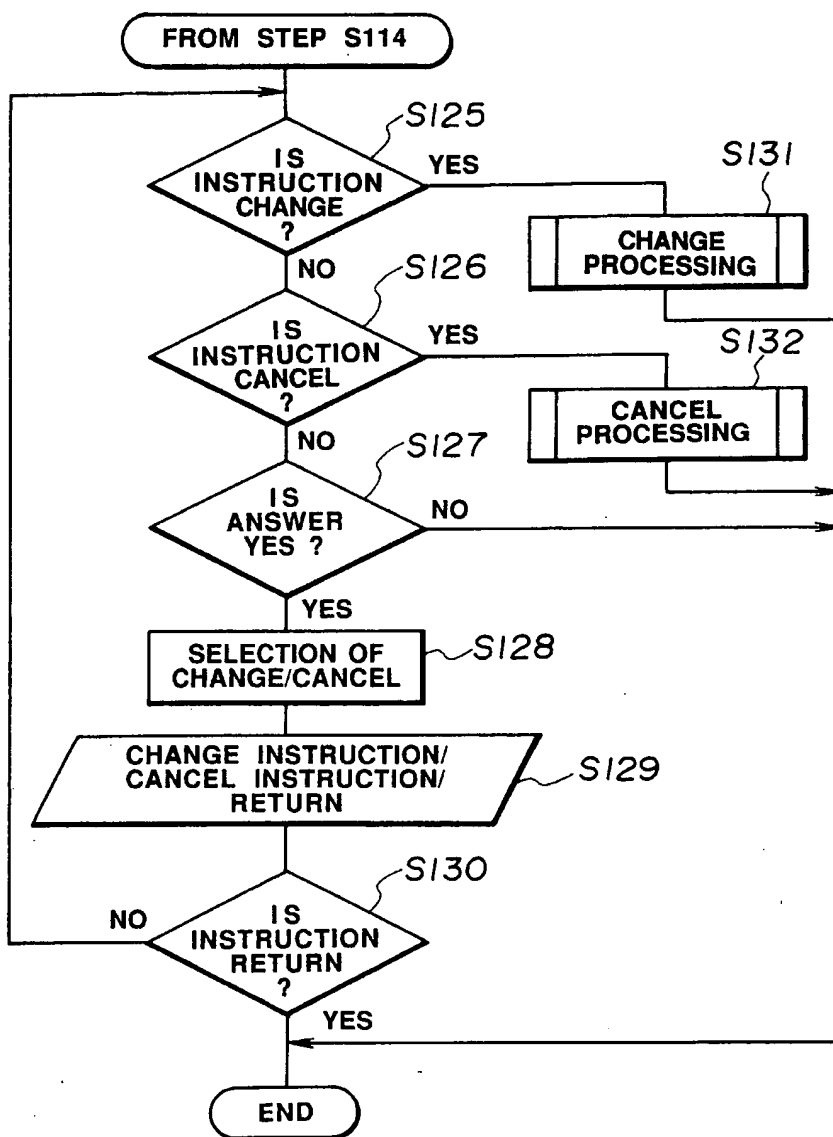 FROM STEP S114
S125
IS
INSTRUCTION
CHANGE
?
YES
NO
S131
CHANGE
PROCESSING
S126
IS
INSTRUCTION
CANCEL
?
YES
NO
S132
CANCEL
PROCESSING
S127
IS
ANSWER
YES ?
NO
YES
SELECTION OF
CHANGE/CANCEL
S128
CHANGE INSTRUCTION/
CANCEL INSTRUCTION/
RETURN
S129
S130
IS
INSTRUCTION
RETURN
?
NO
YES
END